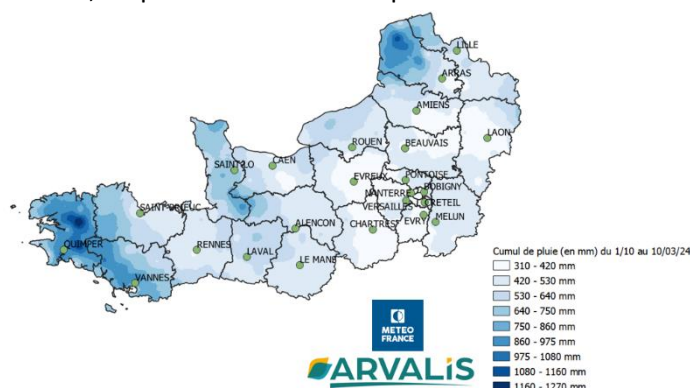 LILLE
ARRAS
AMIENS
LAON
ROUEN
BEAUVAIS
SAINT-LO
CAEN
EVREUX
PONTOISE
BOBIGNY
NANTERRE
CRETEIL
VERSAILLES
SAINT-BRIEUC
ALENCON
CHARTRES
EVRY
MELUN
QUIMPER
RENNES
LAVAL
LE MANS
VANNES
Cumul de pluie (en mm) du 1/10 au 10/03/24
310 - 420 mm
420 - 530 mm
530 - 640 mm
640 - 750 mm
750 - 860 mm
860 - 975 mm
975 - 1080 mm
1080 - 1160 mm
1160 - 1270 mm
METEO
FRANCE
ARVALIS